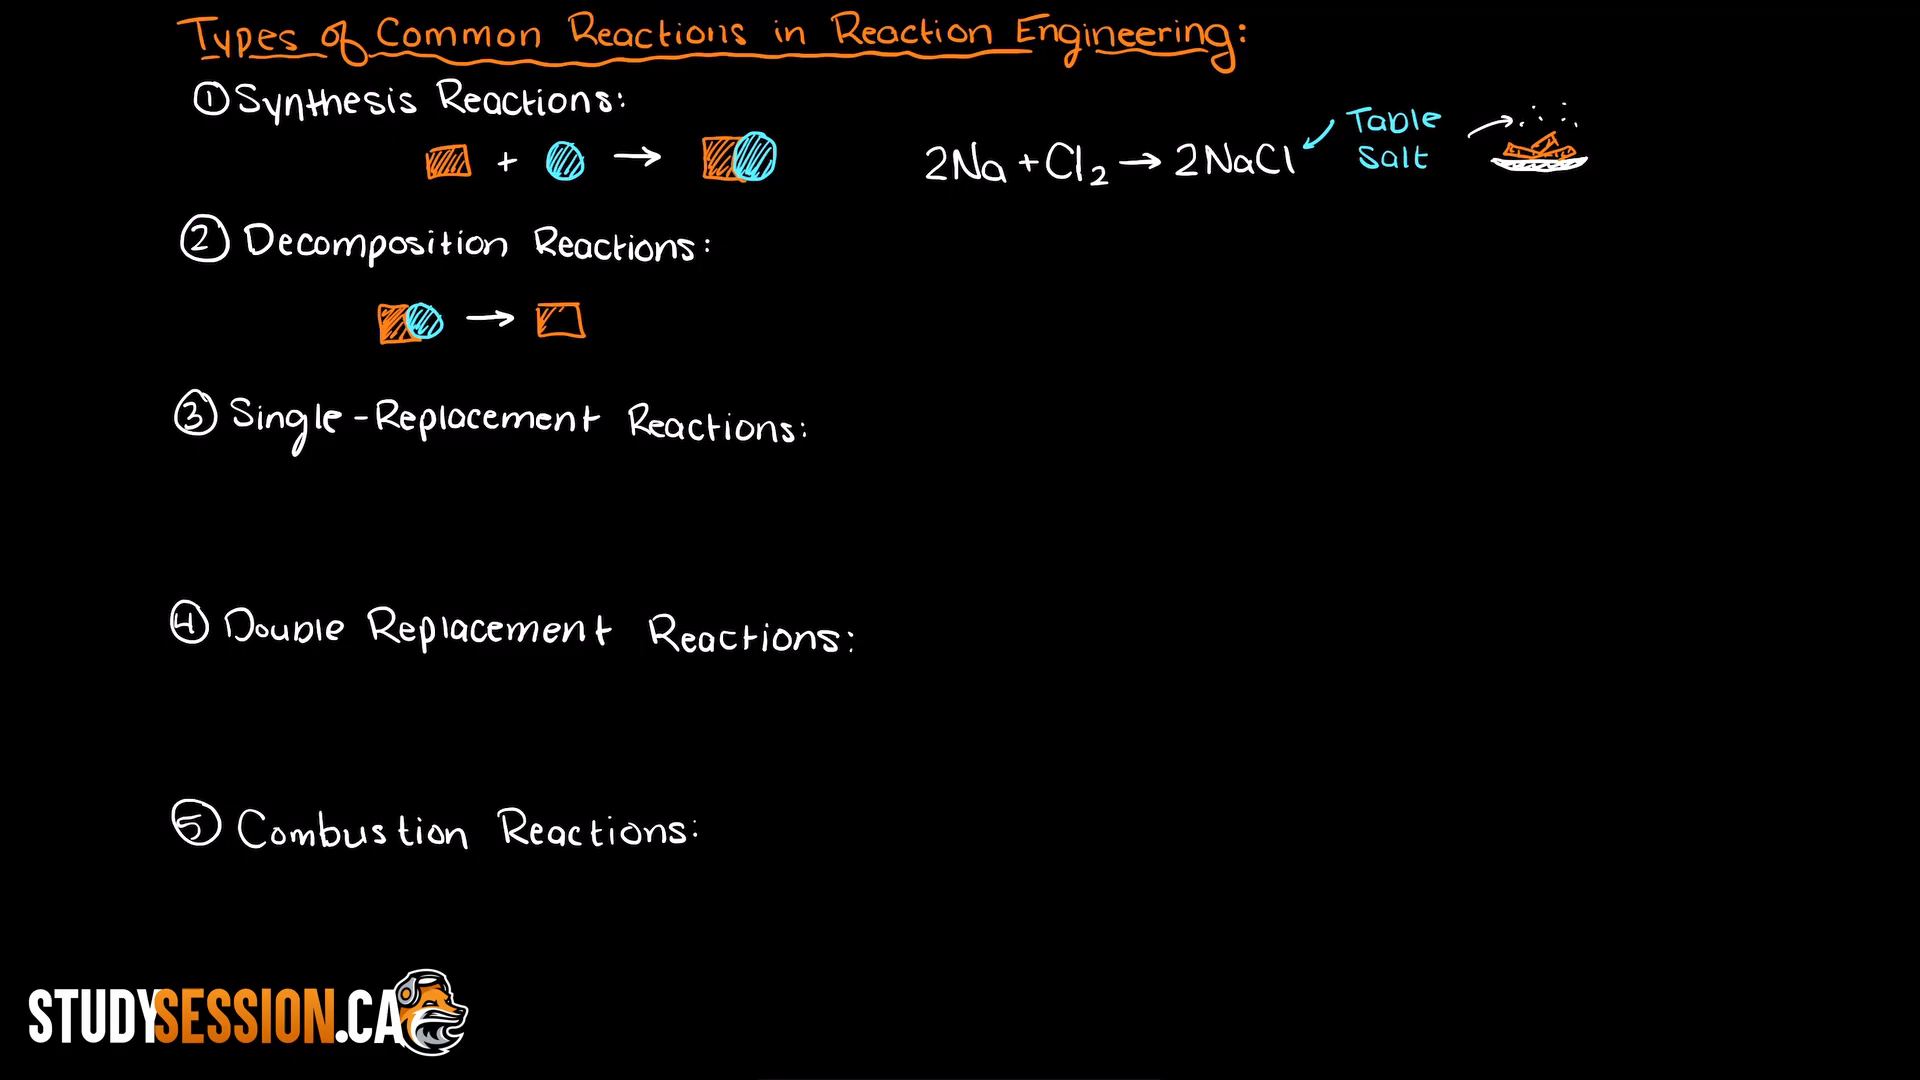 Types of Common Reactions in Reaction Engineering:
① Synthesis Reactions:
+ → 2Na + Cl₂ → 2NaCl Table Salt
② Decomposition Reactions:
→
③ Single-Replacement Reactions:
④ Double Replacement Reactions:
⑤ Combustion Reactions:
STUDYSESSION.CA